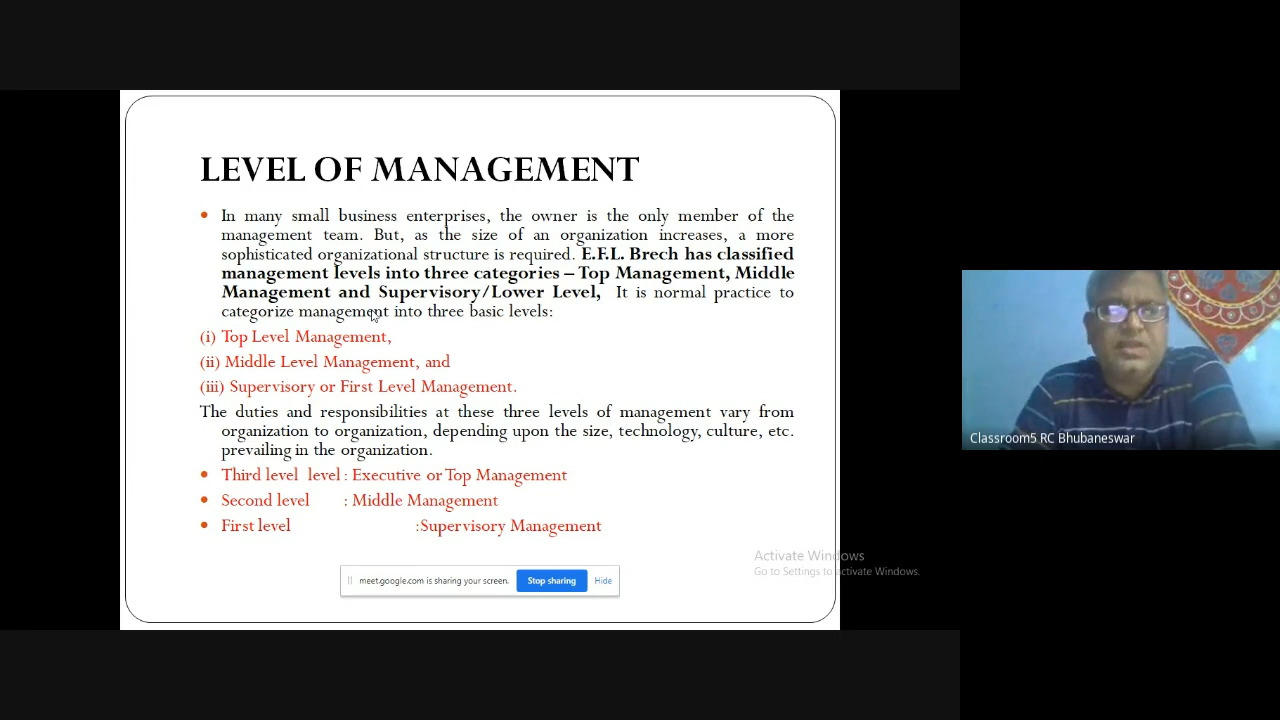 LEVEL OF MANAGEMENT
In many small business enterprises, the owner is the only member of the
management team. But, as the size of an organization increases, a more
sophisticated organizational structure is required. E.F.L. Brech has classified
management levels into three categories – Top Management, Middle
Management and Supervisory/Lower Level, It is normal practice to
categorize management into three basic levels:
(i) Top Level Management,
(ii) Middle Level Management, and
(iii) Supervisory or First Level Management.
The duties and responsibilities at these three levels of management vary from
organization to organization, depending upon the size, technology, culture, etc.
prevailing in the organization.
Third level level : Executive or Top Management
Second level : Middle Management
First level :Supervisory Management
Activate Windows
Go to Settings to activate Windows.
meet.google.com is sharing your screen. Stop sharing Hide
Classroom5 RC Bhubaneswar